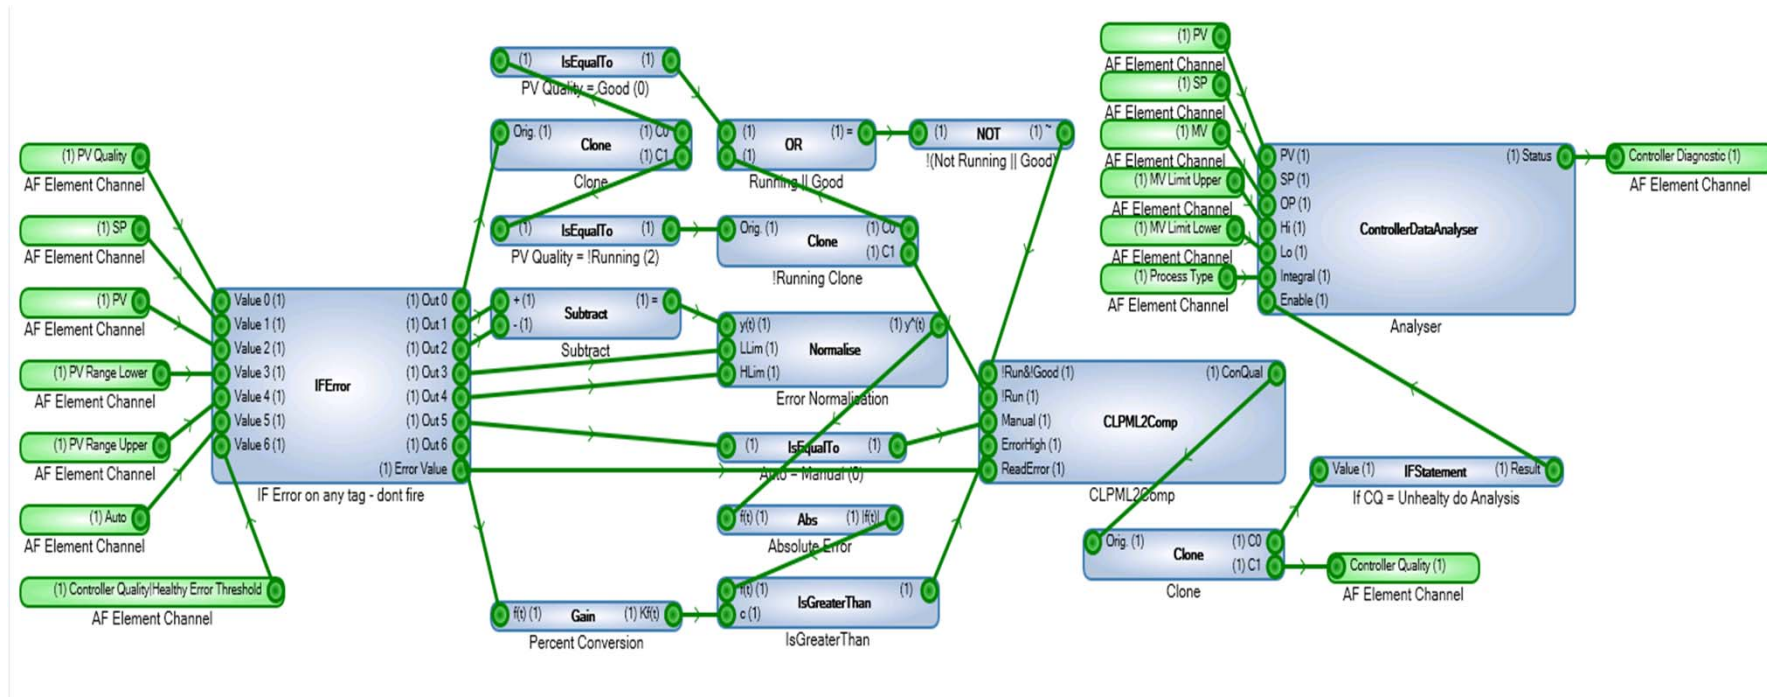 (1) PV Quality
AF Element Channel
(1) SP
AF Element Channel
(1) PV
AF Element Channel
(1) PV Range Lower
AF Element Channel
(1) PV Range Upper
AF Element Channel
(1) Auto
AF Element Channel
(1) Controller Quality|Healthy Error Threshold
AF Element Channel
Value 0 (1) (1) Out 0
Value 1 (1) (1) Out 1
Value 2 (1) (1) Out 2
Value 3 (1) (1) Out 3
IFError
Value 4 (1) (1) Out 4
Value 5 (1) (1) Out 5
Value 6 (1) (1) Out 6
(1) Error Value
IF Error on any tag - dont fire
(1) IsEqualTo (1)
PV Quality = Good (0)
Orig. (1) Clone (1) C0
(1) C1
Clone
(1) IsEqualTo (1)
PV Quality = !Running (2)
+ (1) Subtract (1) =
- (1)
Subtract
f(t) (1) Gain (1) Kf(t)
Percent Conversion
(1) OR (1) =
(1)
Running || Good
(1) NOT (1) ~
!(Not Running || Good)
Orig. (1) Clone (1) C0
(1) C1
!Running Clone
y(t) (1) Normalise (1) y^(t)
LLim (1)
HLim (1)
Error Normalisation
(1) IsEqualTo (1)
Auto = Manual (0)
f(t) (1) Abs (1) |f(t)|
Absolute Error
f(t) (1) IsGreaterThan (1)
c (1)
IsGreaterThan
!Run&!Good (1) (1) ConQual
!Run (1)
Manual (1) CLPML2Comp
ErrorHigh (1)
ReadError (1)
CLPML2Comp
Orig. (1) Clone (1) C0
(1) C1
Clone
Value (1) IFStatement (1) Result
If CQ = Unhealty do Analysis
Controller Quality (1)
AF Element Channel
(1) PV
AF Element Channel
(1) SP
AF Element Channel
(1) MV
AF Element Channel
(1) MV Limit Upper
AF Element Channel
(1) MV Limit Lower
AF Element Channel
(1) Process Type
AF Element Channel
PV (1) (1) Status
SP (1)
OP (1)
Hi (1) ControllerDataAnalyser
Lo (1)
Integral (1)
Enable (1)
Analyser
Controller Diagnostic (1)
AF Element Channel